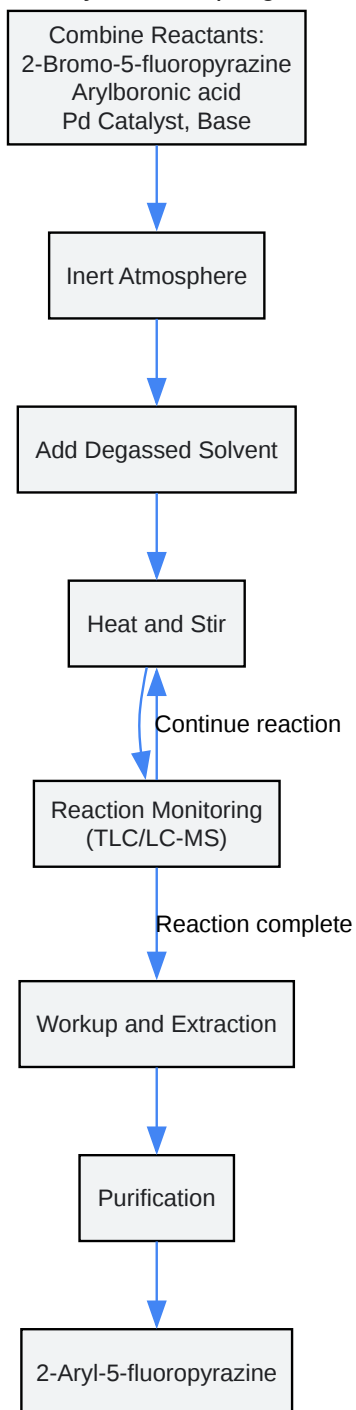 Combine Reactants:
2-Bromo-5-fluoropyrazine
Arylboronic acid
Pd Catalyst, Base
Inert Atmosphere
Add Degassed Solvent
Heat and Stir
Continue reaction
Reaction Monitoring
(TLC/LC-MS)
Reaction complete
Workup and Extraction
Purification
2-Aryl-5-fluoropyrazine